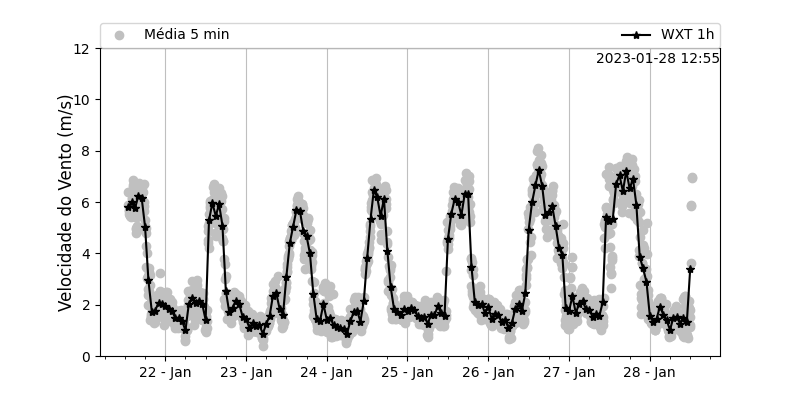 Média 5 min
WXT 1h
2023-01-28 12:55
Velocidade do Vento (m/s)
12
10
8
6
4
2
0
22 - Jan
23 - Jan
24 - Jan
25 - Jan
26 - Jan
27 - Jan
28 - Jan